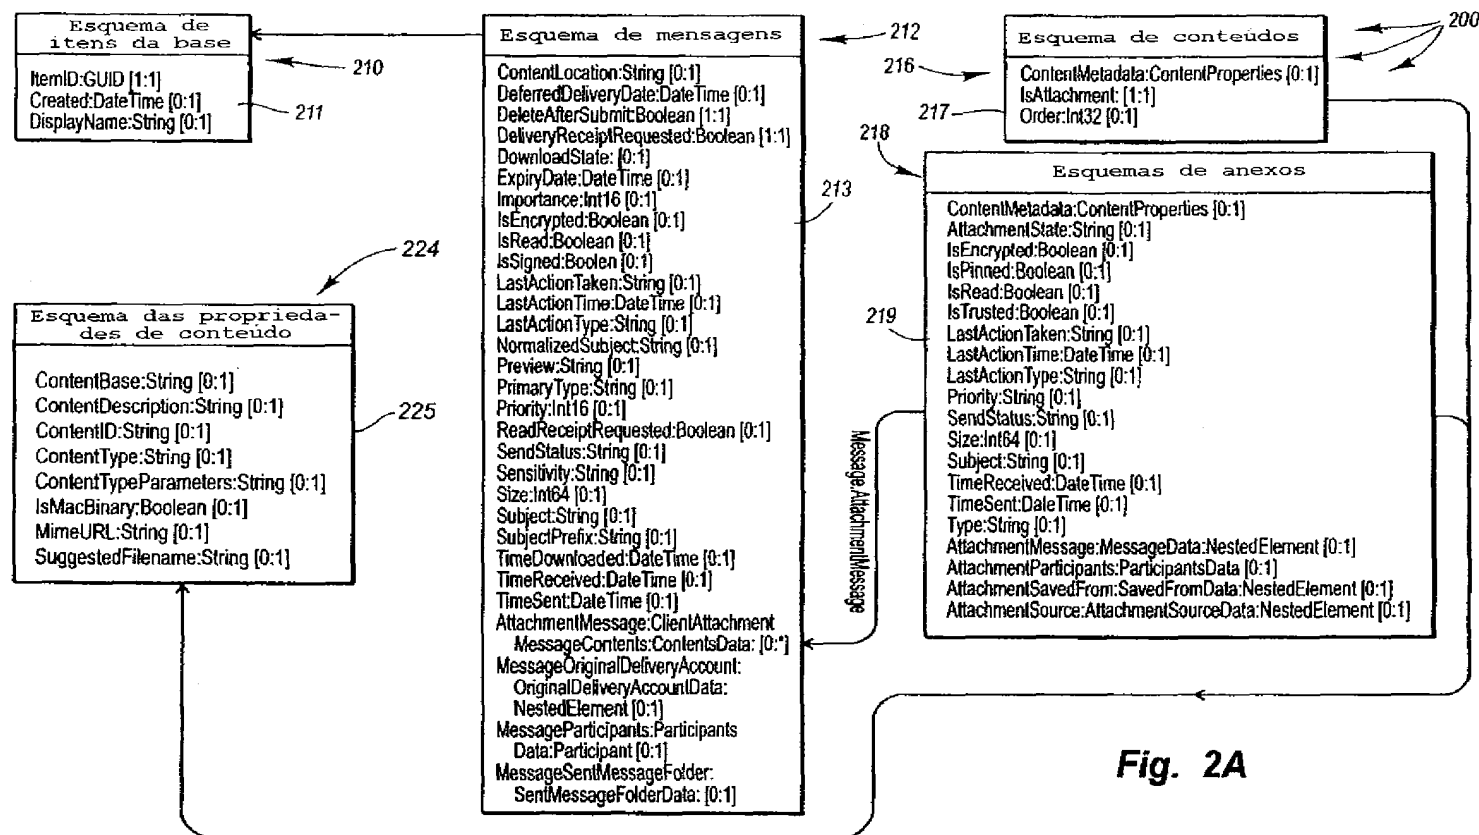 Esquema de
itens da base
ItemID:GUID [1:1]
Created:DateTime [0:1]
DisplayName:String [0:1]
210
211
Esquema de mensagens
ContentLocation:String [0:1]
DeferredDeliveryDate:DateTime [0:1]
DeleteAfterSubmit:Boolean [1:1]
DeliveryReceiptRequested:Boolean [1:1]
DownloadState: [0:1]
ExpiryDate:DateTime [0:1]
Importance:Int16 [0:1]
IsEncrypted:Boolean [0:1]
IsRead:Boolean [0:1]
IsSigned:Boolen [0:1]
LastActionTaken:String [0:1]
LastActionTime:DateTime [0:1]
LastActionType:String [0:1]
NormalizedSubject:String [0:1]
Preview:String [0:1]
PrimaryType:String [0:1]
Priority:Int16 [0:1]
ReadReceiptRequested:Boolean [0:1]
SendStatus:String [0:1]
Sensitivity:String [0:1]
Size:Int64 [0:1]
Subject:String [0:1]
SubjectPrefix:String [0:1]
TimeDownloaded:DateTime [0:1]
TimeReceived:DateTime [0:1]
TimeSent:DateTime [0:1]
AttachmentMessage:ClientAttachment
MessageContents:ContentsData: [0:*]
MessageOriginalDeliveryAccount:
OriginalDeliveryAccountData:
NestedElement [0:1]
MessageParticipants:Participants
Data:Participant [0:1]
MessageSentMessageFolder:
SentMessageFolderData: [0:1]
212
213
Esquema de conteúdos
ContentMetadata:ContentProperties [0:1]
IsAttachment: [1:1]
Order:Int32 [0:1]
200
216
217
218
Esquemas de anexos
ContentMetadata:ContentProperties [0:1]
AttachmentState:String [0:1]
IsEncrypted:Boolean [0:1]
IsPinned:Boolean [0:1]
IsRead:Boolean [0:1]
IsTrusted:Boolean [0:1]
LastActionTaken:String [0:1]
LastActionTime:DateTime [0:1]
LastActionType:String [0:1]
Priority:String [0:1]
SendStatus:String [0:1]
Size:Int64 [0:1]
Subject:String [0:1]
TimeReceived:DateTime [0:1]
TimeSent:DateTime [0:1]
Type:String [0:1]
AttachmentMessage:MessageData:NestedElement [0:1]
AttachmentParticipants:ParticipantsData [0:1]
AttachmentSavedFrom:SavedFromData:NestedElement [0:1]
AttachmentSource:AttachmentSourceData:NestedElement [0:1]
219
Message.AttachmentMessage
224
Esquema das proprieda-
des de conteúdo
ContentBase:String [0:1]
ContentDescription:String [0:1]
ContentID:String [0:1]
ContentType:String [0:1]
ContentTypeParameters:String [0:1]
IsMacBinary:Boolean [0:1]
MimeURL:String [0:1]
SuggestedFilename:String [0:1]
225
Fig. 2A